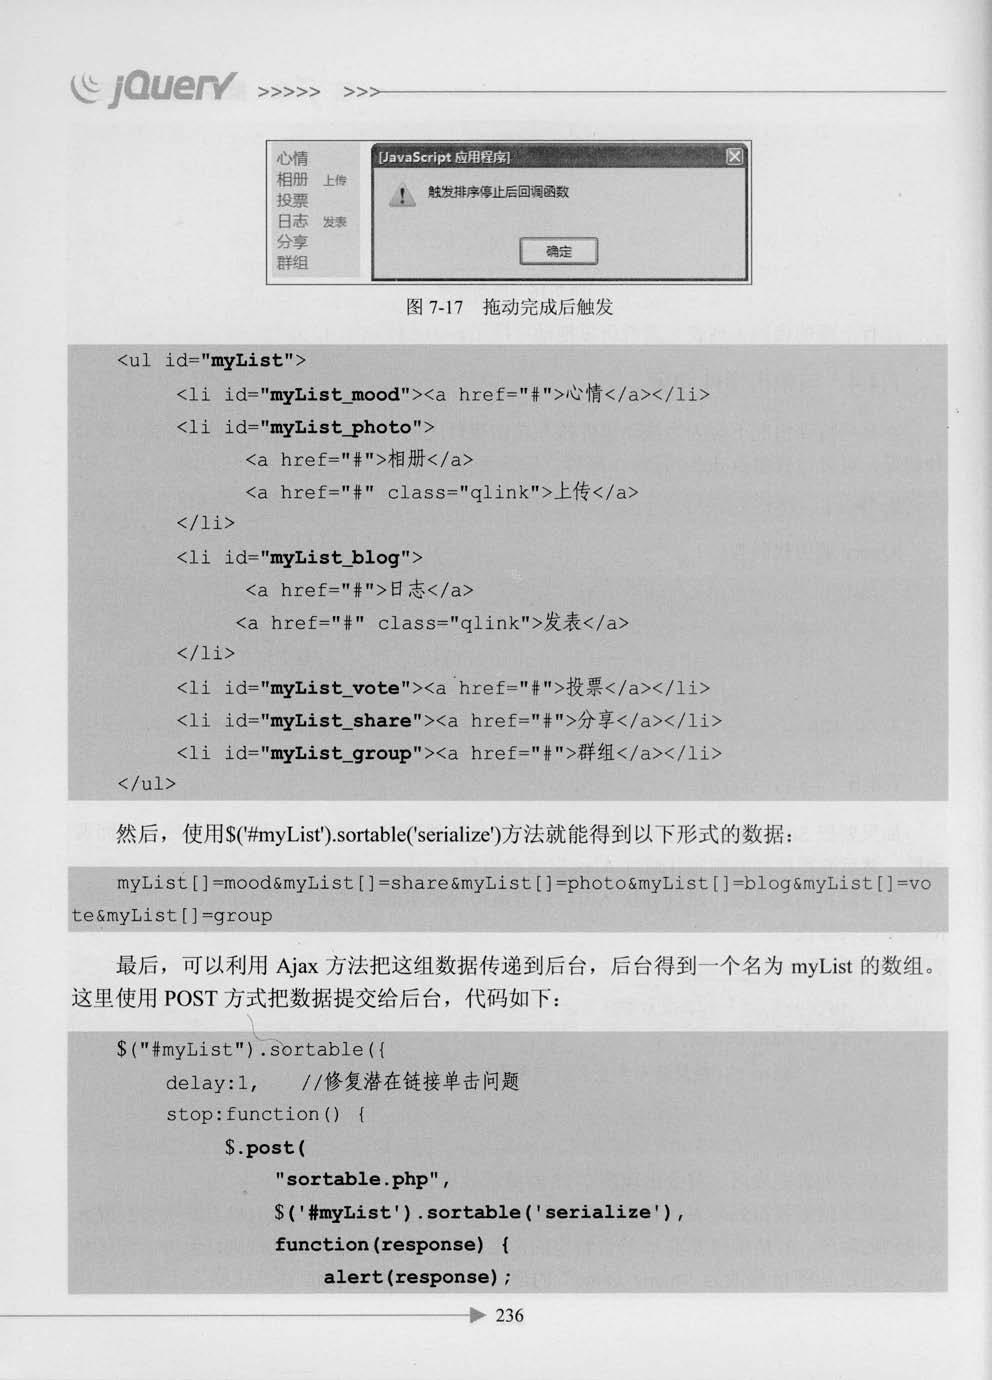 jQuery >>>>> >>>
心情
相册 上传
投票
日志 发表
分享
群组
[JavaScript 应用程序]
触发排序停止后回调函数
确定
图 7-17 拖动完成后触发
<ul id="myList">
<li id="myList_mood"><a href="#">心情</a></li>
<li id="myList_photo">
<a href="#">相册</a>
<a href="#" class="qlink">上传</a>
</li>
<li id="myList_blog">
<a href="#">日志</a>
<a href="#" class="qlink">发表</a>
</li>
<li id="myList_vote"><a href="#">投票</a></li>
<li id="myList_share"><a href="#">分享</a></li>
<li id="myList_group"><a href="#">群组</a></li>
</ul>
然后，使用$('#myList').sortable('serialize')方法就能得到以下形式的数据：
myList[]=mood&myList[]=share&myList[]=photo&myList[]=blog&myList[]=vo
te&myList[]=group
最后，可以利用 Ajax 方法把这组数据传递到后台，后台得到一个名为 myList 的数组。
这里使用 POST 方式把数据提交给后台，代码如下：
$("#myList").sortable({
delay:1, //修复潜在链接单击问题
stop:function() {
$.post(
"sortable.php",
$('#myList').sortable('serialize'),
function(response) {
alert(response);
236